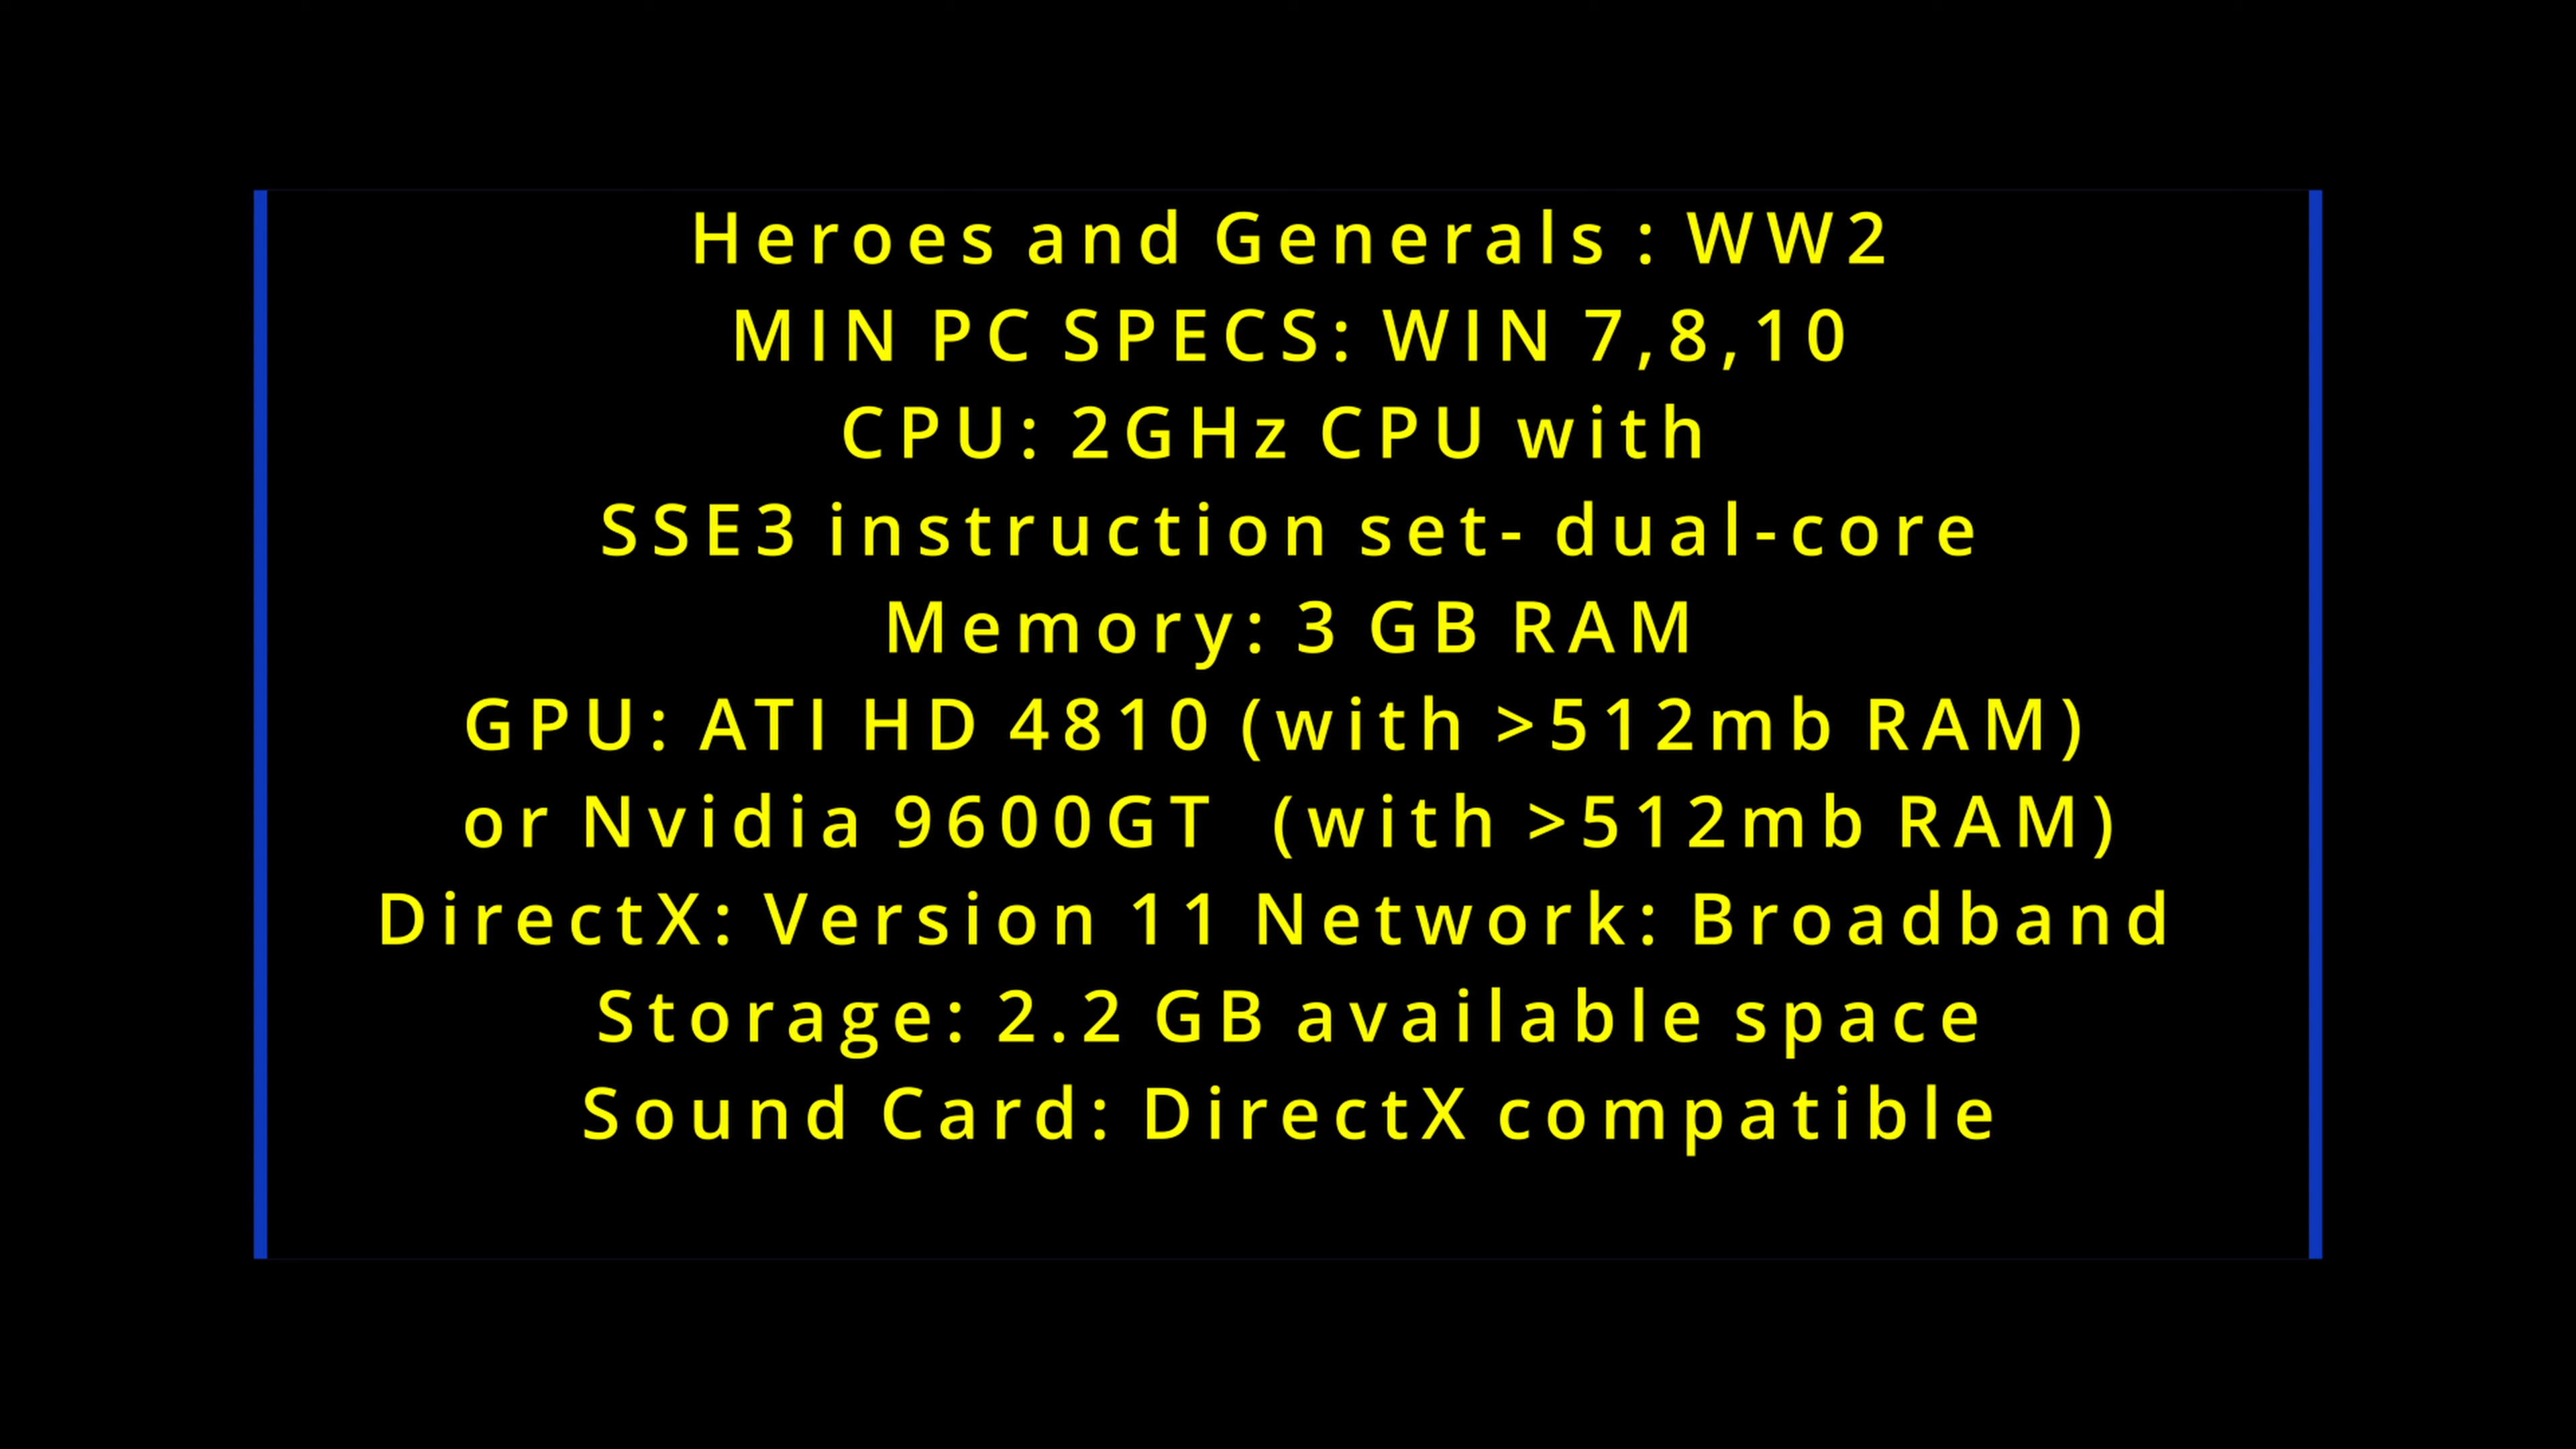 Heroes and Generals : WW2
MIN PC SPECS: WIN 7,8,10
CPU: 2GHz CPU with
SSE3 instruction set- dual-core
Memory: 3 GB RAM
GPU: ATI HD 4810 (with >512mb RAM)
or Nvidia 9600GT  (with >512mb RAM)
DirectX: Version 11 Network: Broadband
Storage: 2.2 GB available space
Sound Card: DirectX compatible